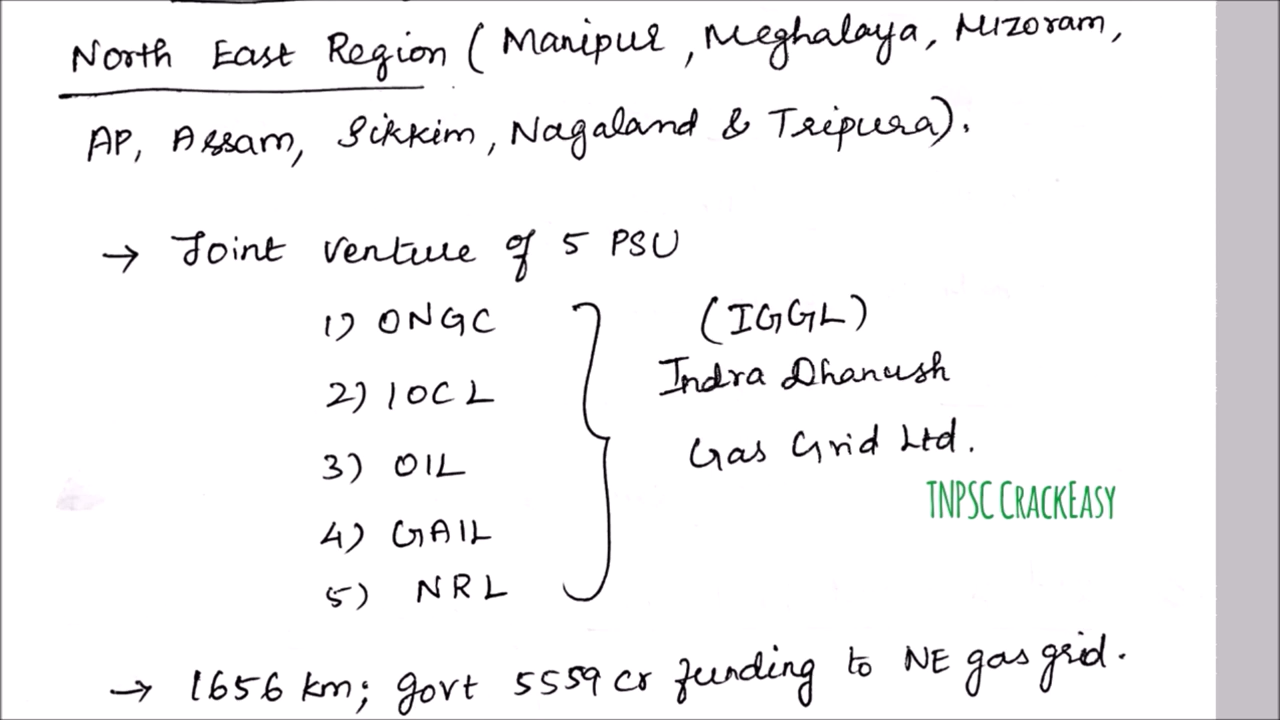 North East Region (Manipur, Meghalaya, Mizoram,
AP, Assam, Sikkim, Nagaland & Tripura).
→ Joint Venture of 5 PSU
1) ONGC
2) IOCL
3) OIL
4) GAIL
5) NRL
(IGGL)
Indra Dhanush
Gas Grid Ltd.
TNPSC CRACKEASY
→ 1656 km; govt 5559 cr funding to NE gas grid.